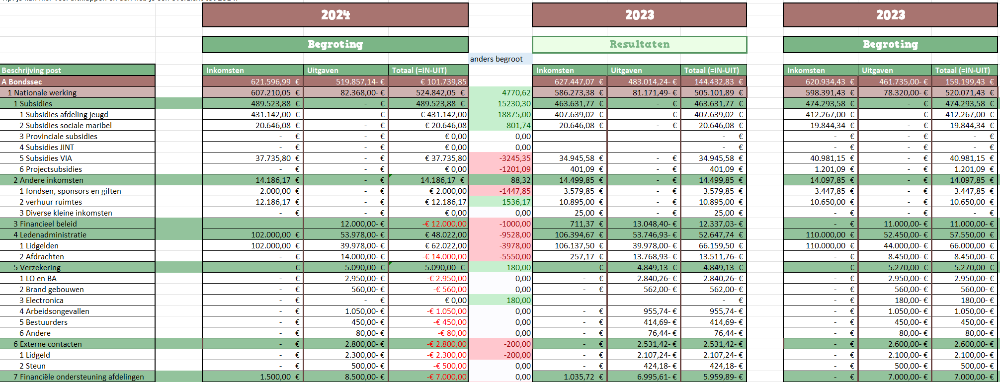 2024 2023 2023
Begroting Resultaten Begroting
anders begroot
Beschrijving post Inkomsten Uitgaven Totaal (=IN-UIT) Inkomsten Uitgaven Totaal (=IN-UIT) Inkomsten Uitgaven Totaal (=IN-UIT)
A Bondssec 621.596,99 € 519.857,14- € € 101.739,85 627.447,07 € 483.014,24- € 144.432,83 € 620.934,43 € 461.735,00- € 159.199,43 €
1 Nationale werking 607.210,05 € 82.368,00- € 524.842,05 € 4770,62 586.273,38 € 81.171,49- € 505.101,89 € 598.391,43 € 78.320,00- € 520.071,43 €
1 Subsidies 489.523,88 € - € 489.523,88 € 15230,30 463.631,77 € - € 463.631,77 € 474.293,58 € - € 474.293,58 €
1 Subsidies afdeling jeugd 431.142,00 € - € € 431.142,00 18875,00 407.639,02 € - € 407.639,02 € 412.267,00 € - € 412.267,00 €
2 Subsidies sociale maribel 20.646,08 € - € € 20.646,08 801,74 20.646,08 € - € 20.646,08 € 19.844,34 € - € 19.844,34 €
3 Provinciale subsidies - € - € € 0,00 0,00 - € - € - € - €
4 Subsidies JINT - € - € € 0,00 0,00 - € - € - € - €
5 Subsidies VIA 37.735,80 € - € € 37.735,80 -3245,35 34.945,58 € - € 34.945,58 € 40.981,15 € - € 40.981,15 €
6 Projectsubsidies - € - € € 0,00 -1201,09 401,09 € - € 401,09 € 1.201,09 € - € 1.201,09 €
2 Andere inkomsten 14.186,17 € - € 14.186,17 € 88,32 14.499,85 € - € 14.499,85 € 14.097,85 € - € 14.097,85 €
1 fondsen, sponsors en giften 2.000,00 € - € € 2.000,00 -1447,85 3.579,85 € - € 3.579,85 € 3.447,85 € - € 3.447,85 €
2 verhuur ruimtes 12.186,17 € - € € 12.186,17 1536,17 10.895,00 € - € 10.895,00 € 10.650,00 € - € 10.650,00 €
3 Diverse kleine inkomsten - € - € € 0,00 0,00 25,00 € - € 25,00 € - € - € - €
3 Financieel beleid 12.000,00- € -€ 12.000,00 -1000,00 711,37 € 13.048,40- € 12.337,03- € - € 11.000,00- € 11.000,00- €
4 Ledenadministratie 102.000,00 € 53.978,00- € € 48.022,00 -9528,00 106.394,67 € 53.746,93- € 52.647,74 € 110.000,00 € 52.450,00- € 57.550,00 €
1 Lidgelden 102.000,00 € 39.978,00- € € 62.022,00 -3978,00 106.137,50 € 39.978,00- € 66.159,50 € 110.000,00 € 44.000,00- € 66.000,00 €
2 Afdrachten - € 14.000,00- € -€ 14.000,00 -5550,00 257,17 € 13.768,93- € 13.511,76- € - € 8.450,00- € 8.450,00- €
5 Verzekering - € 5.090,00- € 5.090,00- € 180,00 - € 4.849,13- € 4.849,13- € - € 5.270,00- € 5.270,00- €
1 LO en BA - € 2.950,00- € -€ 2.950,00 0,00 - € 2.840,26- € 2.840,26- € - € 2.950,00- € 2.950,00- €
2 Brand gebouwen - € 560,00- € -€ 560,00 0,00 - € 562,00- € 562,00- € - € 560,00- € 560,00- €
3 Electronica - € - € € 0,00 180,00 - € - € 180,00- € 180,00- €
4 Arbeidsongevallen - € 1.050,00- € -€ 1.050,00 0,00 - € 955,74- € 955,74- € - € 1.050,00- € 1.050,00- €
5 Bestuurders - € 450,00- € -€ 450,00 0,00 - € 414,69- € 414,69- € - € 450,00- € 450,00- €
6 Andere - € 80,00- € -€ 80,00 0,00 - € 76,44- € 76,44- € - € 80,00- € 80,00- €
6 Externe contacten - € 2.800,00- € -€ 2.800,00 -200,00 - € 2.531,42- € 2.531,42- € - € 2.600,00- € 2.600,00- €
1 Lidgeld - € 2.300,00- € -€ 2.300,00 -200,00 - € 2.107,24- € 2.107,24- € - € 2.100,00- € 2.100,00- €
2 Steun - € 500,00- € -€ 500,00 0,00 - € 424,18- € 424,18- € - € 500,00- € 500,00- €
7 Financiële ondersteuning afdelingen 1.500,00 € 8.500,00- € -€ 7.000,00 0,00 1.035,72 € 6.995,61- € 5.959,89- € - € 7.000,00- € 7.000,00- €